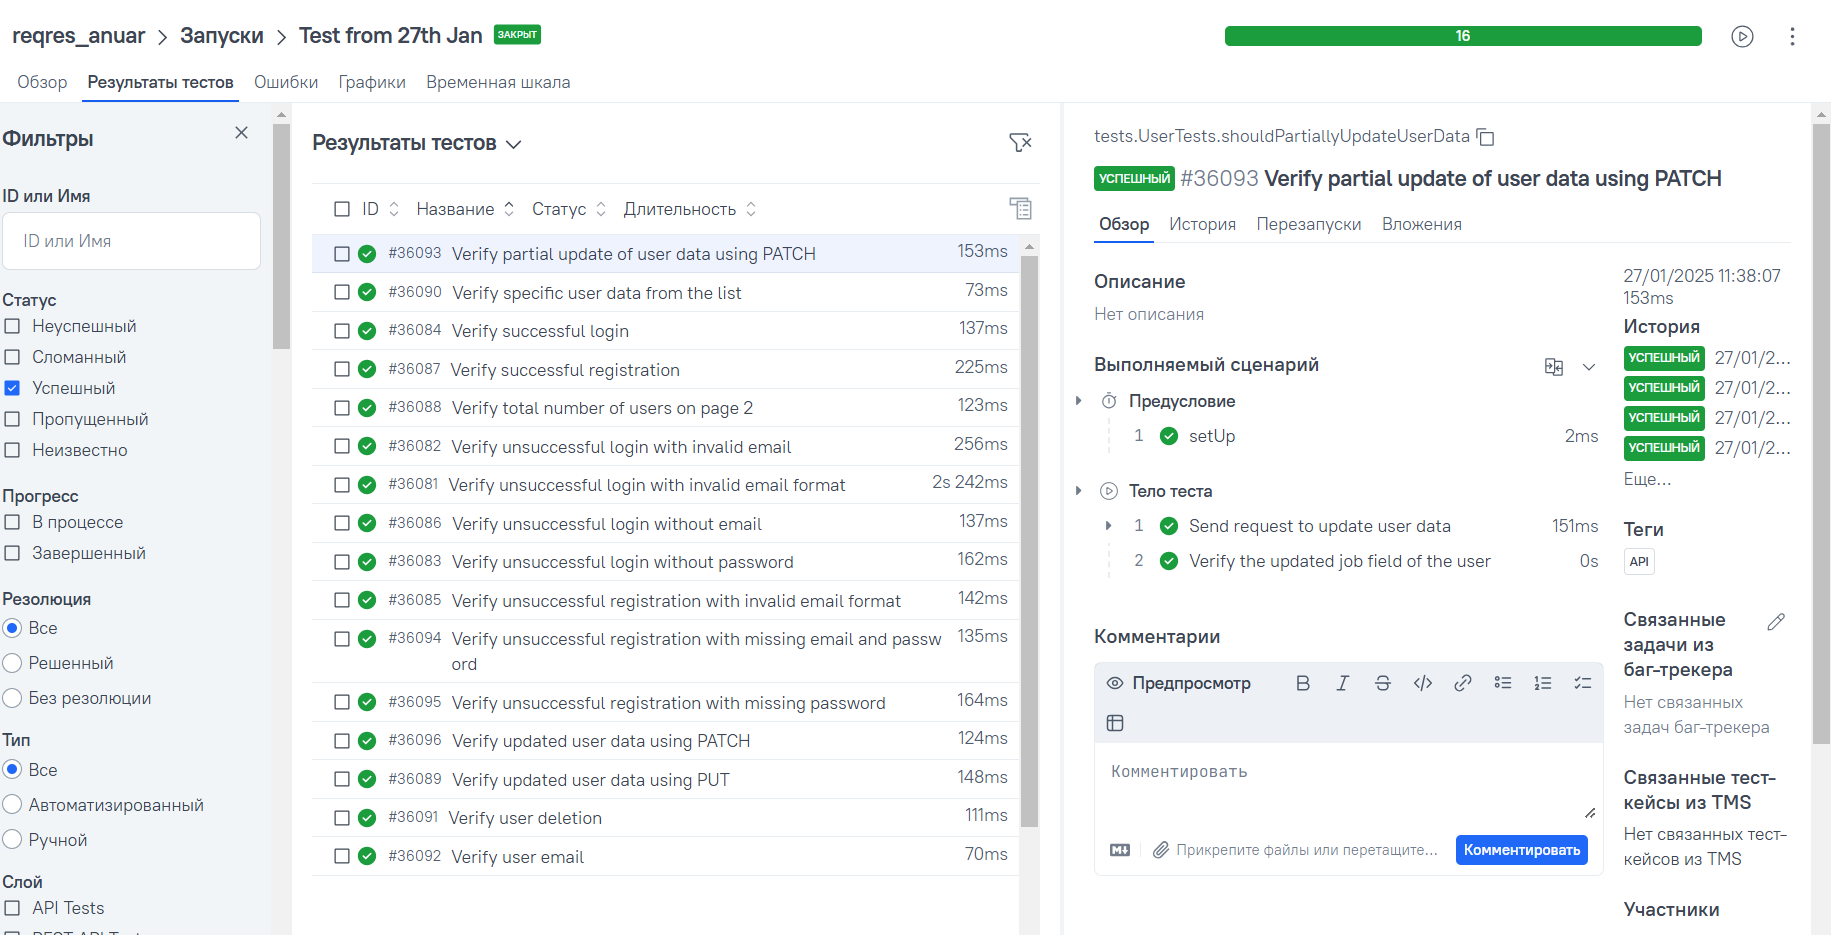 reqres_anuar > Запуски > Test from 27th Jan ЗАКРЫТ
16
Обзор Результаты тестов Ошибки Графики Временная шкала
Фильтры
ID или Имя
ID или Имя
Статус
Неуспешный
Сломанный
Успешный
Пропущенный
Неизвестно
Прогресс
В процессе
Завершенный
Резолюция
Все
Решенный
Без резолюции
Тип
Все
Автоматизированный
Ручной
Слой
API Tests
Результаты тестов
ID Название Статус Длительность
#36093 Verify partial update of user data using PATCH 153ms
#36090 Verify specific user data from the list 73ms
#36084 Verify successful login 137ms
#36087 Verify successful registration 225ms
#36088 Verify total number of users on page 2 123ms
#36082 Verify unsuccessful login with invalid email 256ms
#36081 Verify unsuccessful login with invalid email format 2s 242ms
#36086 Verify unsuccessful login without email 137ms
#36083 Verify unsuccessful login without password 162ms
#36085 Verify unsuccessful registration with invalid email format 142ms
#36094 Verify unsuccessful registration with missing email and passw 135ms
ord
#36095 Verify unsuccessful registration with missing password 164ms
#36096 Verify updated user data using PATCH 124ms
#36089 Verify updated user data using PUT 148ms
#36091 Verify user deletion 111ms
#36092 Verify user email 70ms
tests.UserTests.shouldPartiallyUpdateUserData
УСПЕШНЫЙ #36093 Verify partial update of user data using PATCH
Обзор История Перезапуски Вложения
Описание
Нет описания
Выполняемый сценарий
Предусловие
1 setUp 2ms
Тело теста
1 Send request to update user data 151ms
2 Verify the updated job field of the user 0s
Комментарии
Предпросмотр
Комментировать
Прикрепите файлы или перетащите...
Комментировать
27/01/2025 11:38:07
153ms
История
УСПЕШНЫЙ 27/01/2...
УСПЕШНЫЙ 27/01/2...
УСПЕШНЫЙ 27/01/2...
УСПЕШНЫЙ 27/01/2...
Еще...
Теги
API
Связанные
задачи из
баг-трекера
Нет связанных
задач баг-трекера
Связанные тест-
кейсы из TMS
Нет связанных тест-
кейсов из TMS
Участники